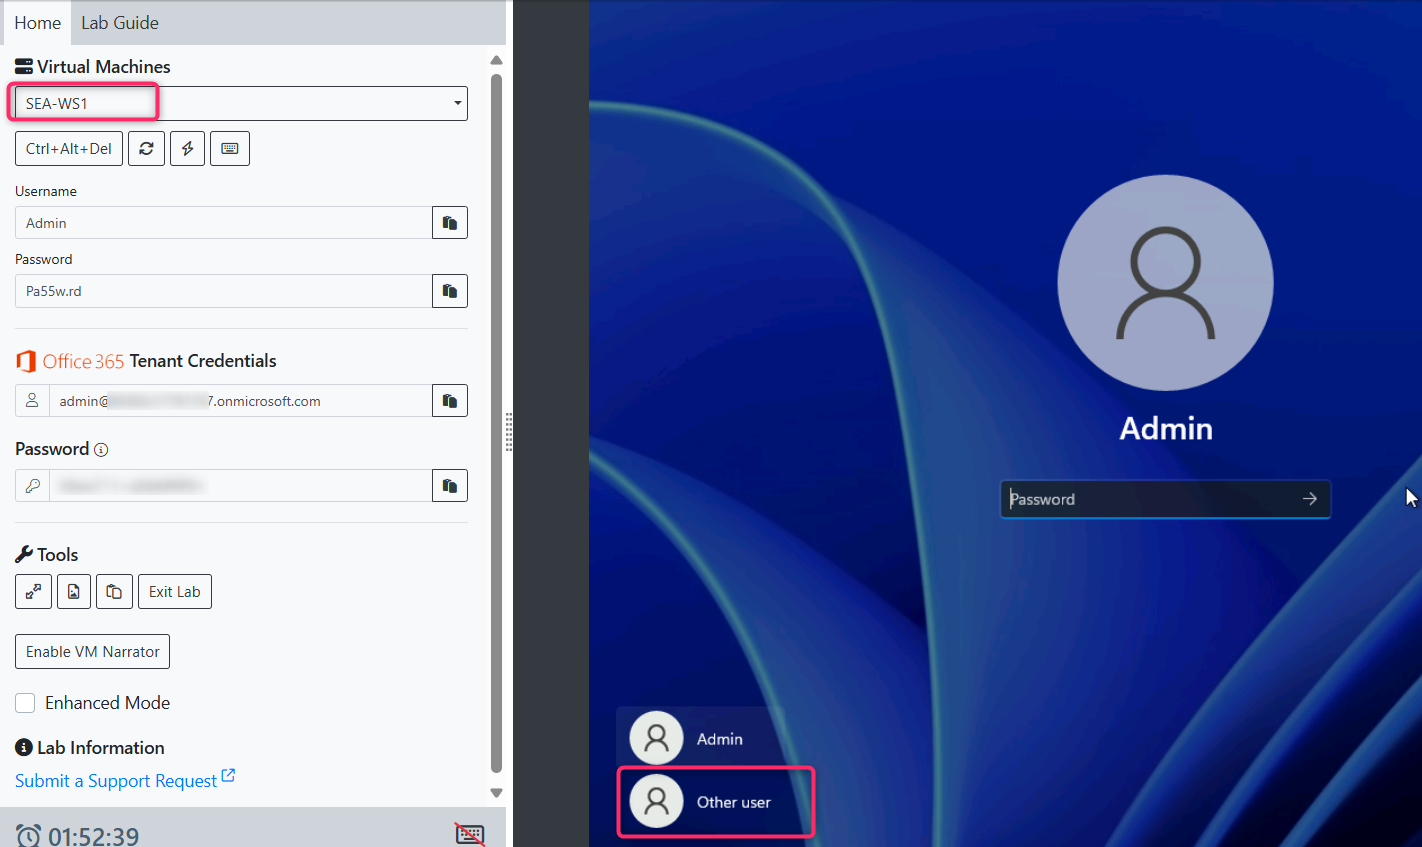 Home Lab Guide
Virtual Machines
SEA-WS1
Ctrl+Alt+Del
Username
Admin
Password
Pa55w.rd
Office 365 Tenant Credentials
admin@ 7.onmicrosoft.com
Password
Tools
Exit Lab
Enable VM Narrator
Enhanced Mode
Lab Information
Submit a Support Request
01:52:39
Admin
Password
Admin
Other user